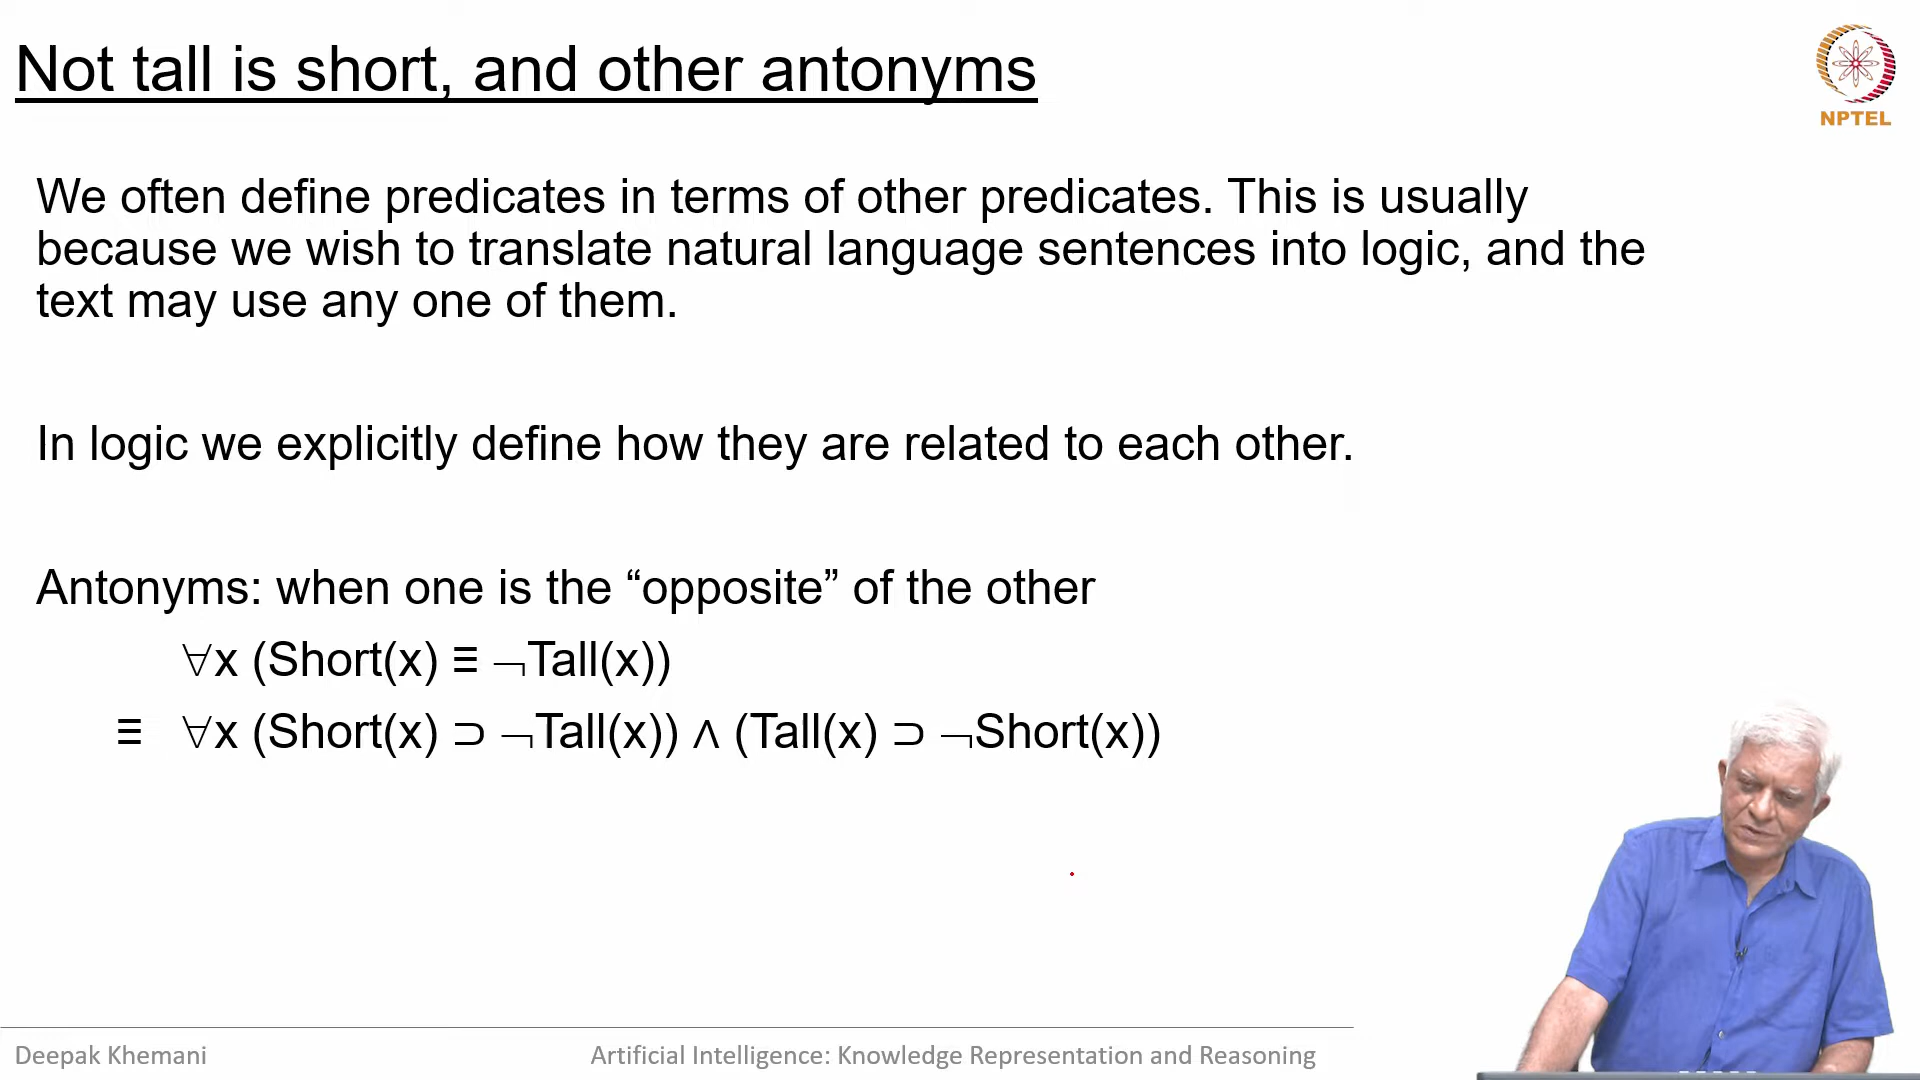 Not tall is short, and other antonyms
NPTEL
We often define predicates in terms of other predicates. This is usually
because we wish to translate natural language sentences into logic, and the
text may use any one of them.
In logic we explicitly define how they are related to each other.
Antonyms: when one is the “opposite” of the other
∀x (Short(x) ≡ ¬Tall(x))
≡ ∀x (Short(x) ⊃ ¬Tall(x)) ∧ (Tall(x) ⊃ ¬Short(x))
Deepak Khemani
Artificial Intelligence: Knowledge Representation and Reasoning